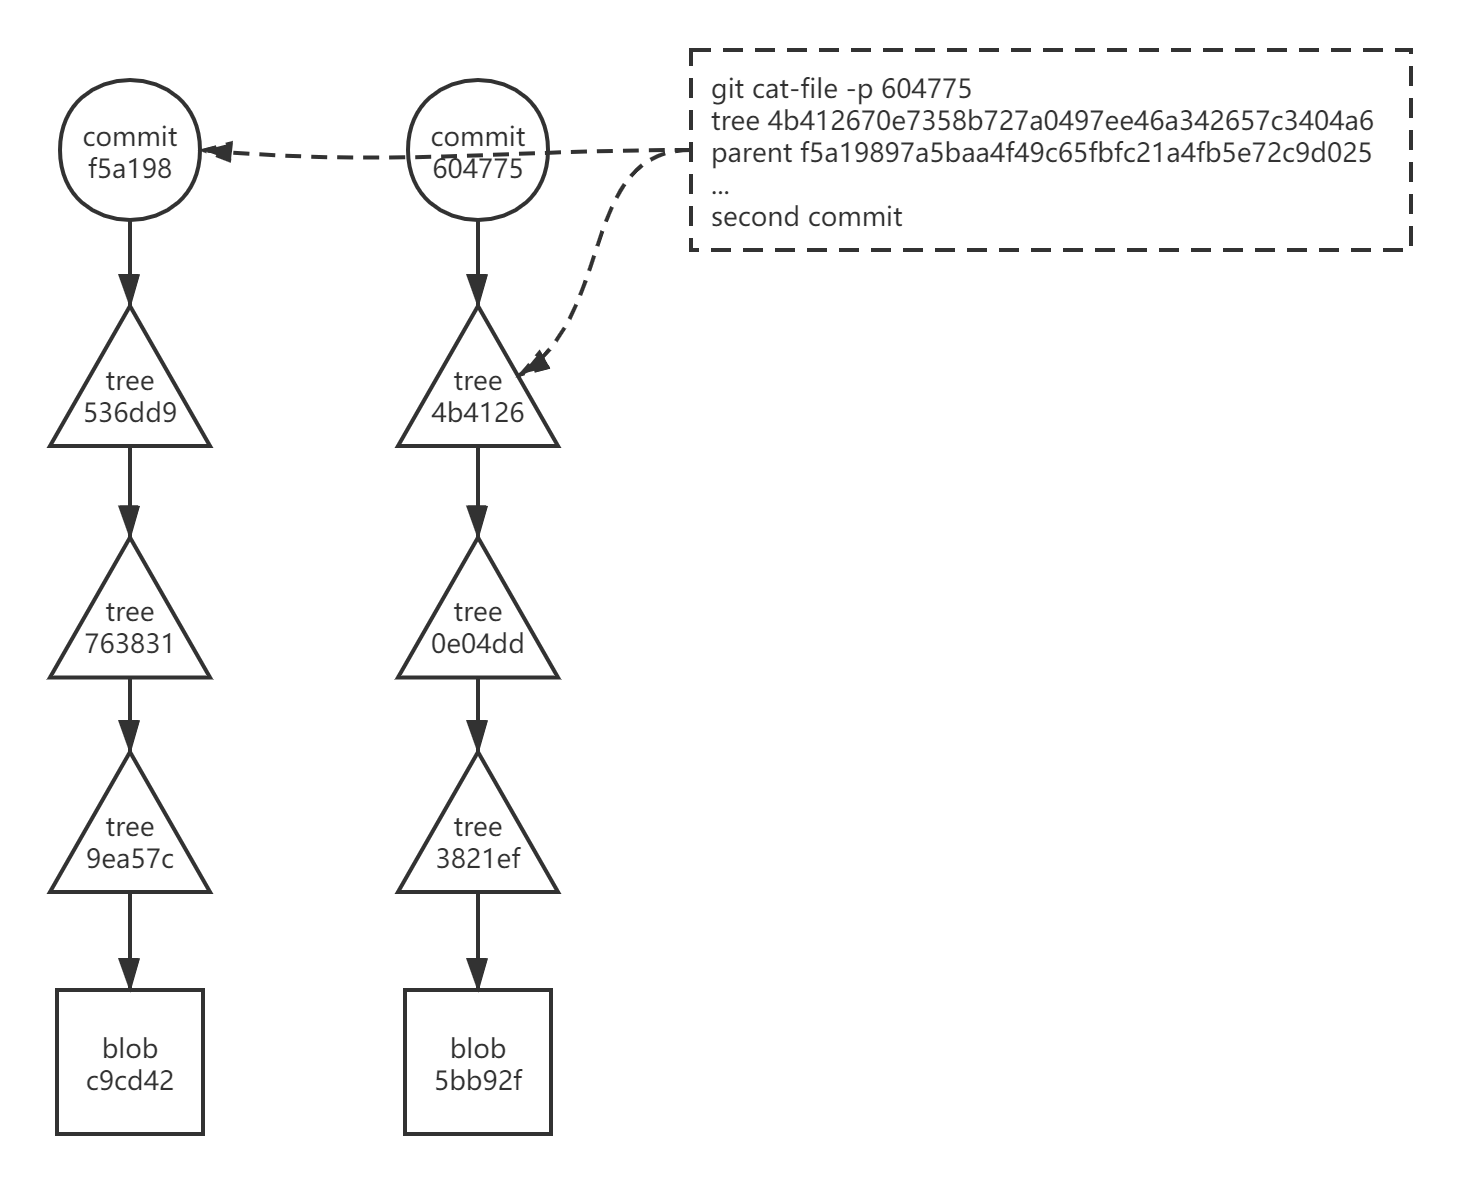 commit
f5a198
commit
604775
git cat-file -p 604775
tree 4b412670e7358b727a0497ee46a342657c3404a6
parent f5a19897a5baa4f49c65fbfc21a4fb5e72c9d025
...
second commit
tree
536dd9
tree
4b4126
tree
763831
tree
0e04dd
tree
9ea57c
tree
3821ef
blob
c9cd42
blob
5bb92f